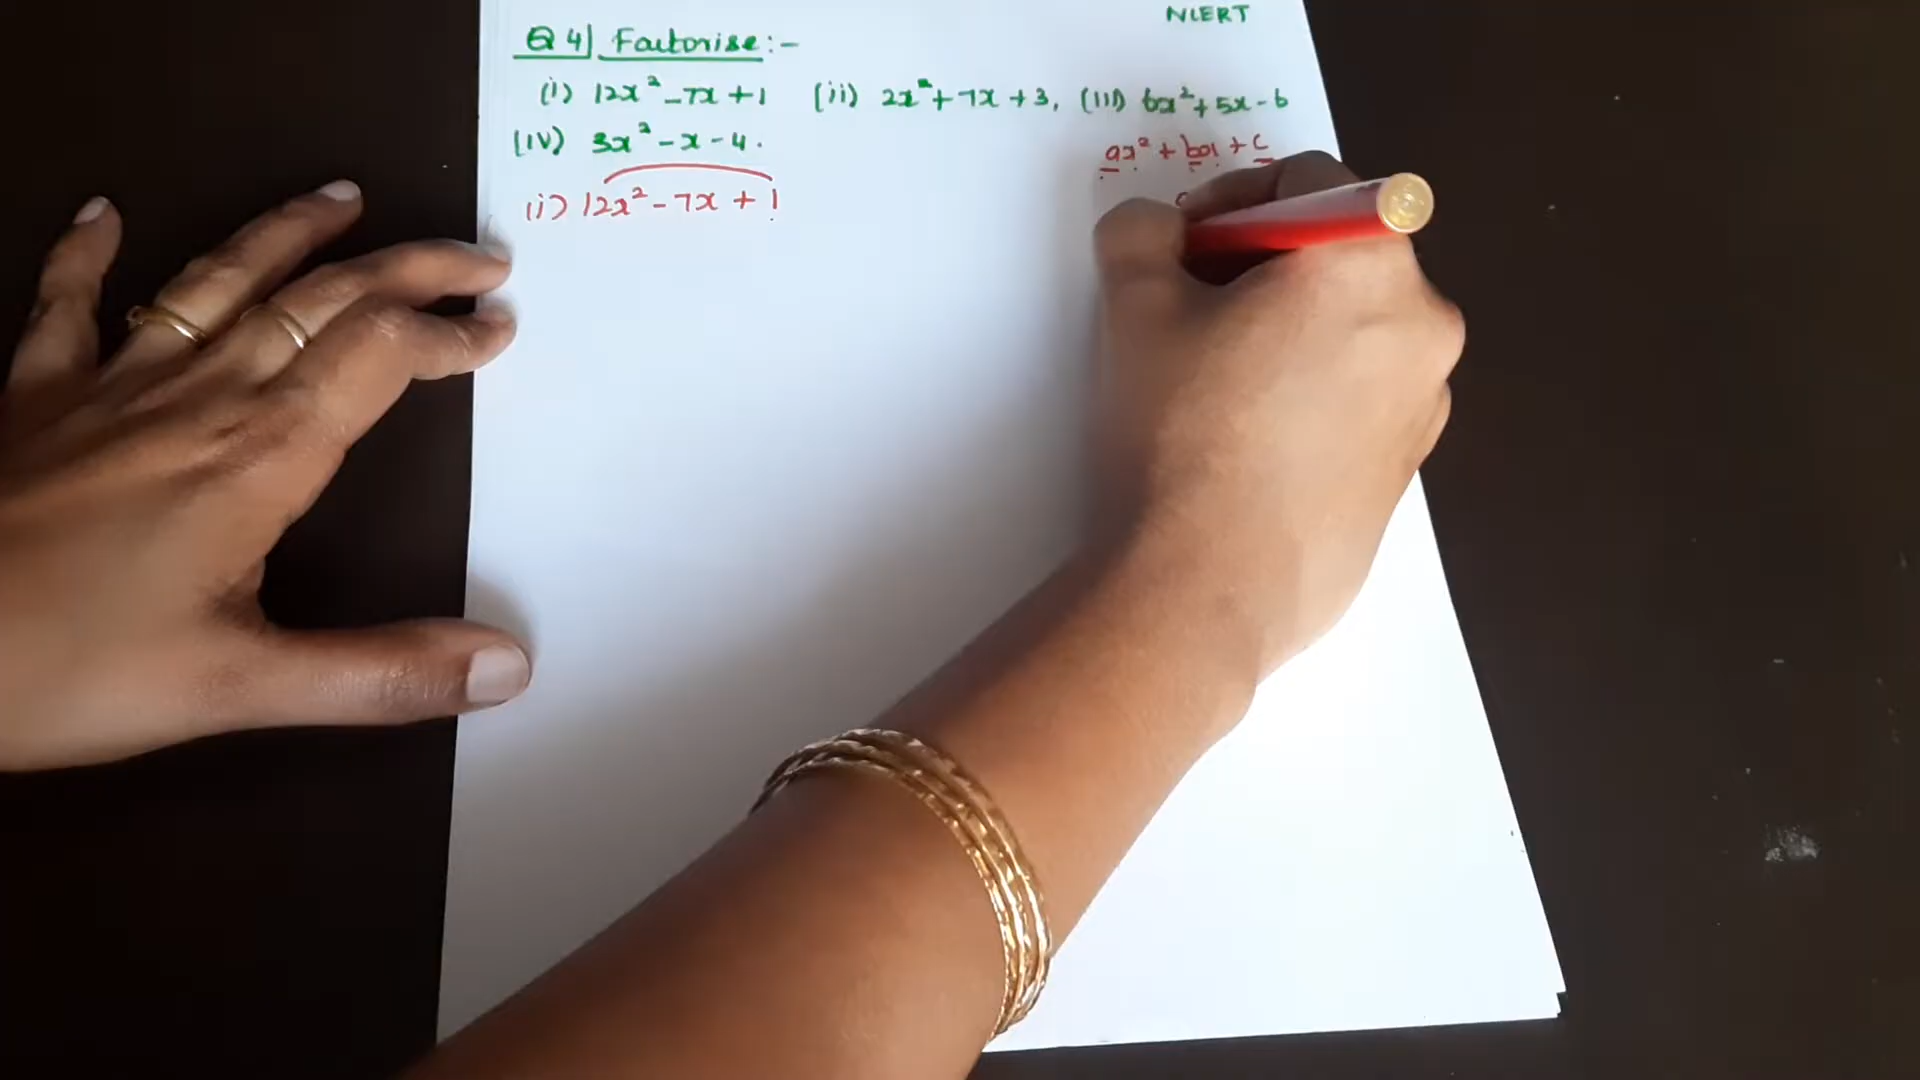 NCERT
Q4) Factorise:-
(i) 12x² - 7x + 1 (ii) 2x² + 7x + 3, (III) 6x² + 5x - 6
(IV) 3x² - x - 4.
ax² + bx + c
(i) 12x² - 7x + 1